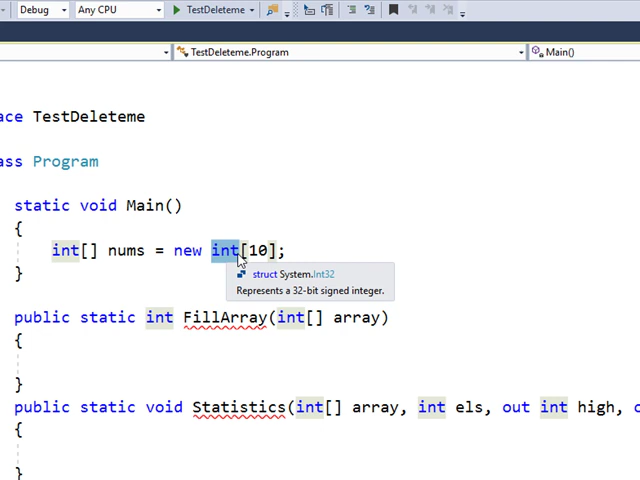 Debug Any CPU TestDeleteme
TestDeleteme.Program Main()
ace TestDeleteme
ass Program
static void Main()
{
int[] nums = new int[10];
struct System.Int32
Represents a 32-bit signed integer.
}
public static int FillArray(int[] array)
{
}
public static void Statistics(int[] array, int els, out int high, o
{
}